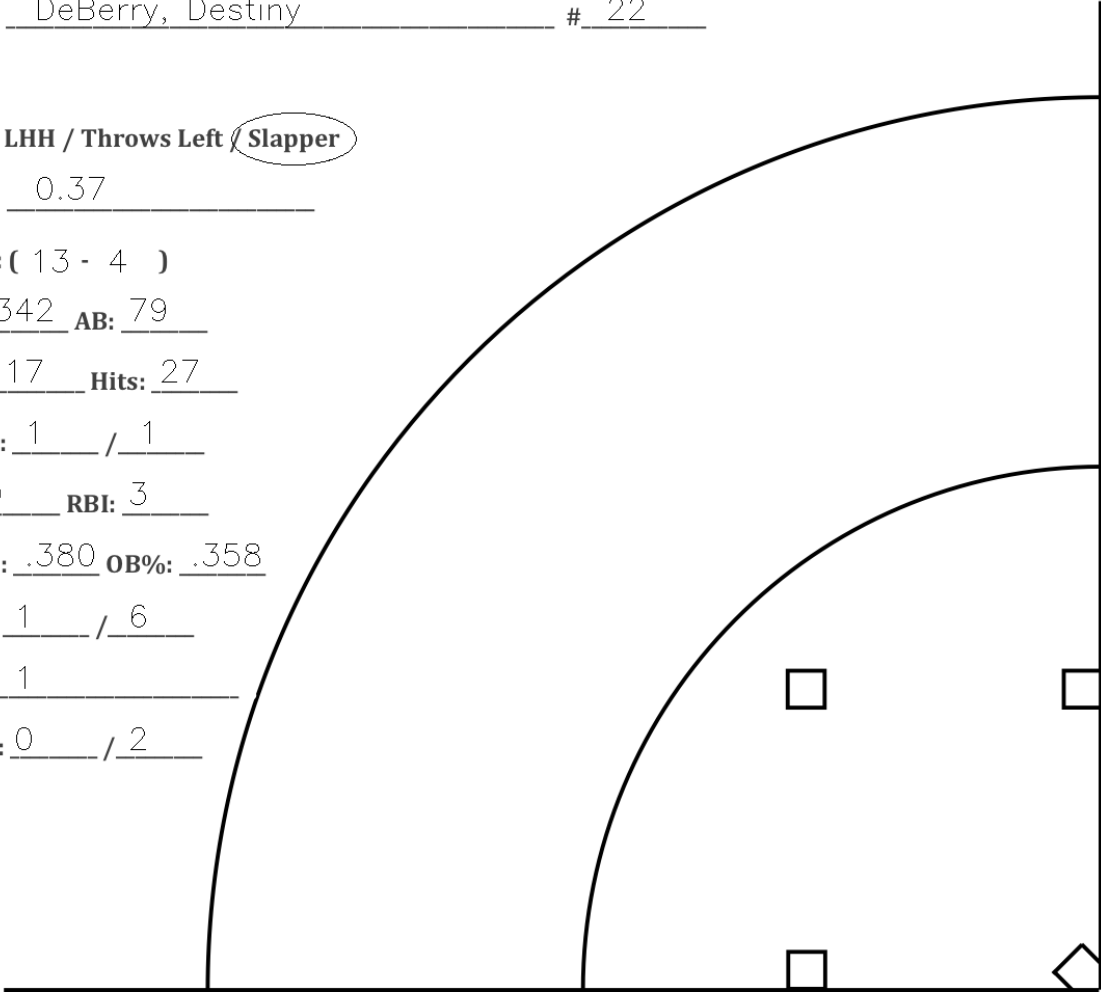 DeBerry, Destiny # 22
LHH / Throws Left / Slapper
0.37
: ( 13 - 4 )
342 AB: 79
17 Hits: 27
: 1 / 1
RBI: 3
: .380 OB%: .358
1 / 6
1
: 0 / 2